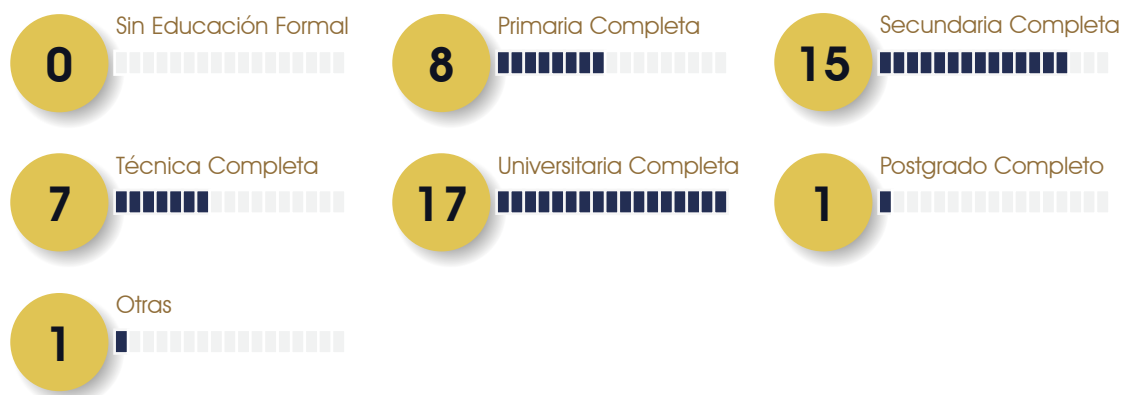 Sin Educación Formal
0
Primaria Completa
8
Secundaria Completa
15
Técnica Completa
7
Universitaria Completa
17
Postgrado Completo
1
Otras
1